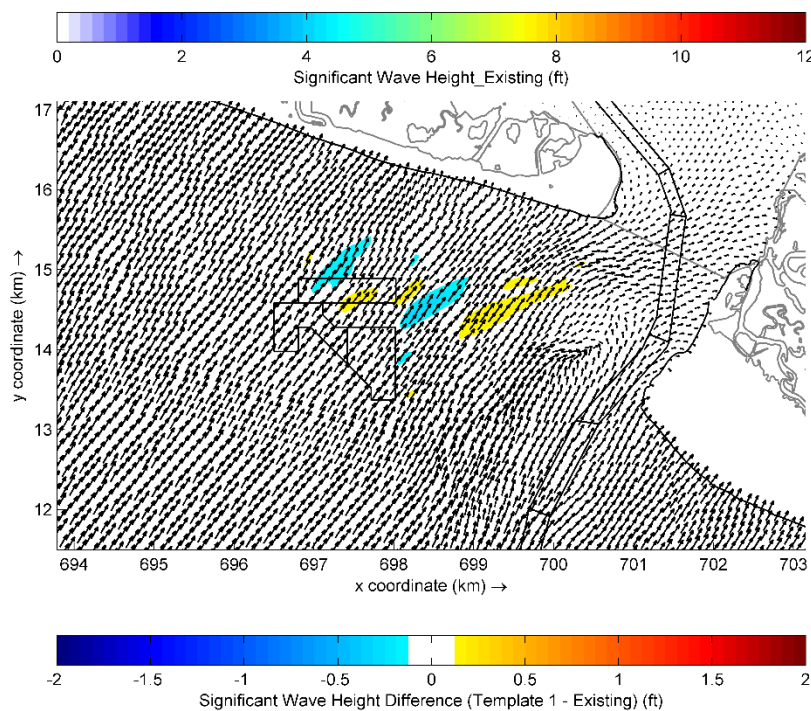 0 2 4 6 8 10 12
Significant Wave Height_Existing (ft)
17
16
15
14
13
12
y coordinate (km) →
694 695 696 697 698 699 700 701 702 703
x coordinate (km) →
-2 -1.5 -1 -0.5 0 0.5 1 1.5 2
Significant Wave Height Difference (Template 1 - Existing) (ft)